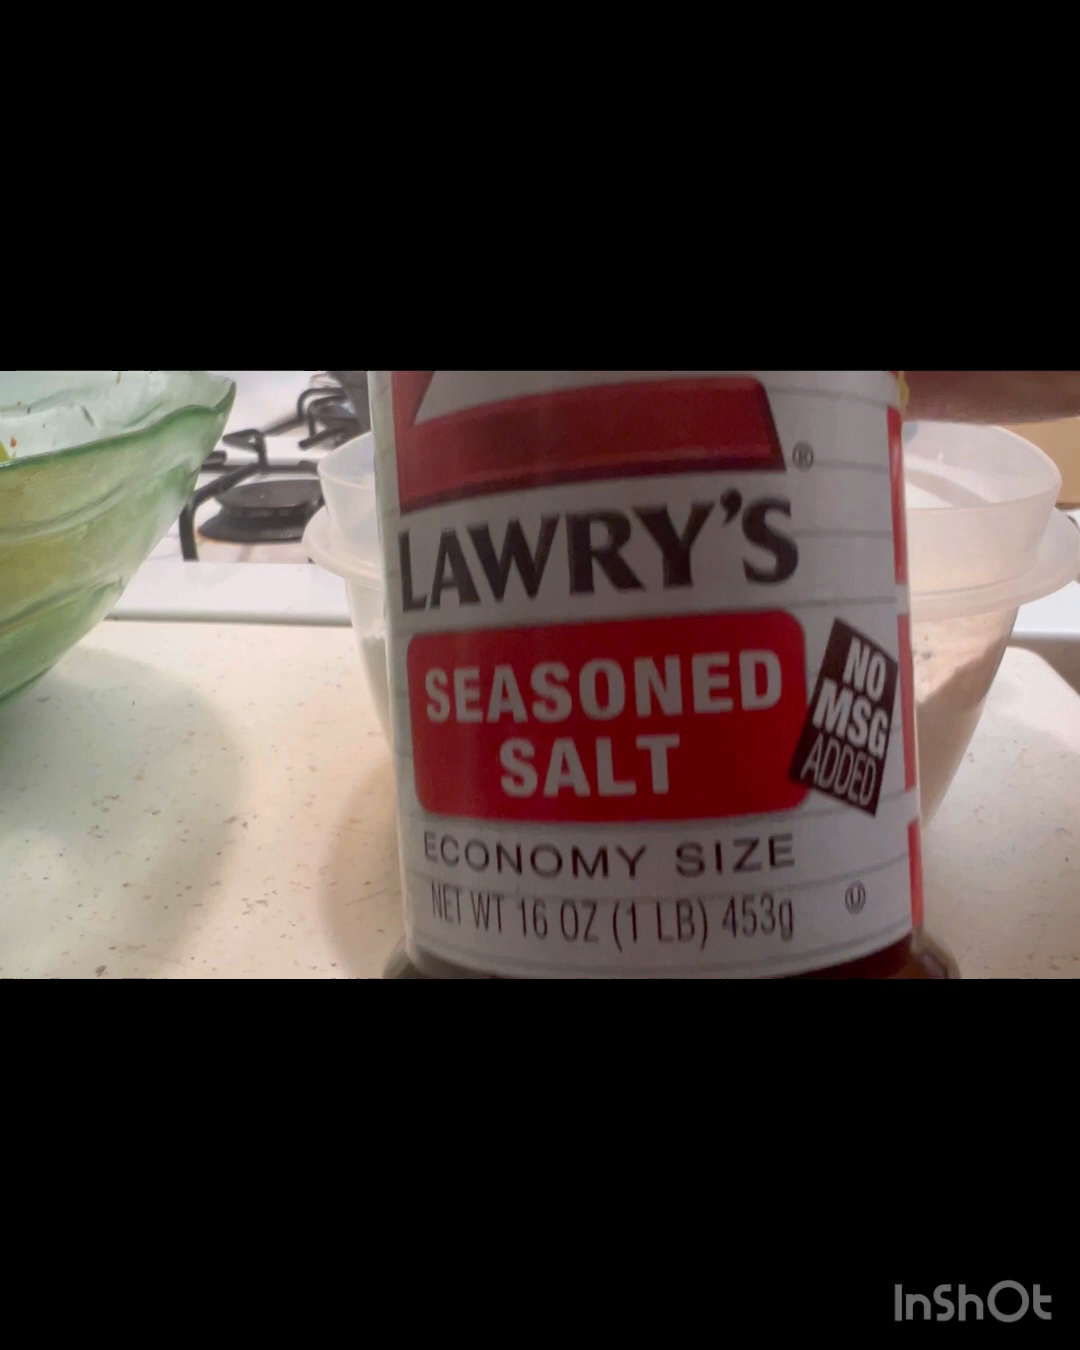 ®
LAWRY'S
SEASONED
SALT
NO
MSG
ADDED
ECONOMY SIZE
NET WT 16 OZ (1 LB) 453g
U
InShOt